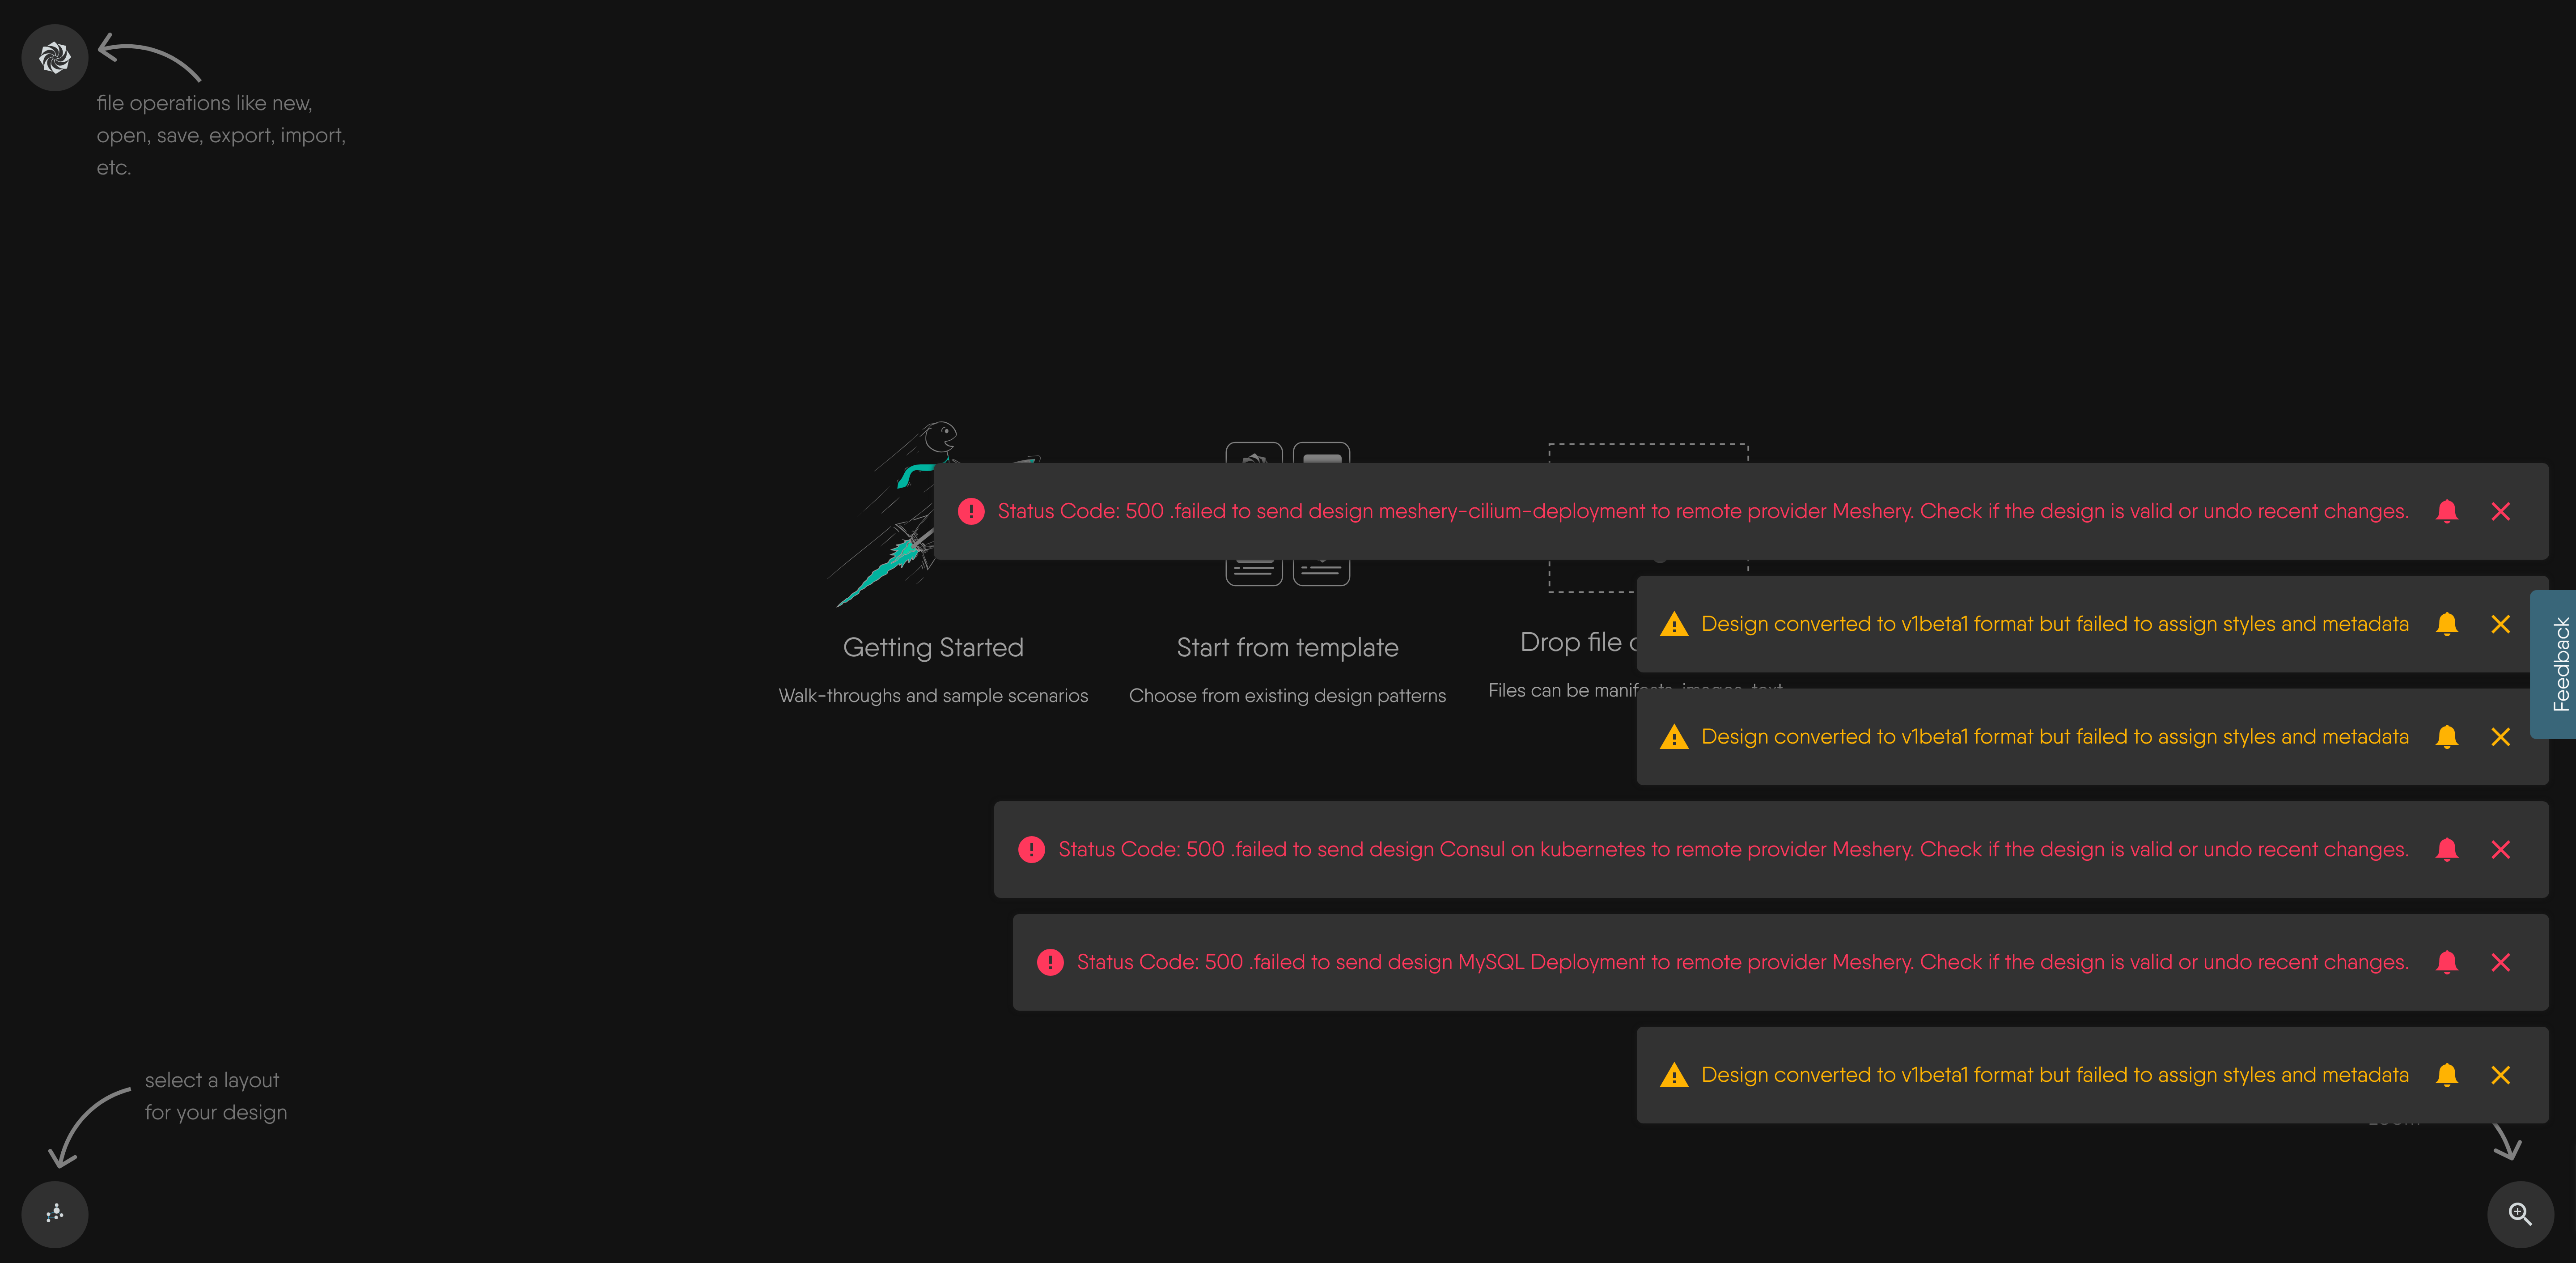 file operations like new,
open, save, export, import,
etc.
Status Code: 500 .failed to send design meshery-cilium-deployment to remote provider Meshery. Check if the design is valid or undo recent changes.
Design converted to v1beta1 format but failed to assign styles and metadata
Getting Started
Walk-throughs and sample scenarios
Start from template
Choose from existing design patterns
Drop file
Files can be manifests, images, text
Feedback
Design converted to v1beta1 format but failed to assign styles and metadata
Status Code: 500 .failed to send design Consul on kubernetes to remote provider Meshery. Check if the design is valid or undo recent changes.
Status Code: 500 .failed to send design MySQL Deployment to remote provider Meshery. Check if the design is valid or undo recent changes.
Design converted to v1beta1 format but failed to assign styles and metadata
select a layout
for your design